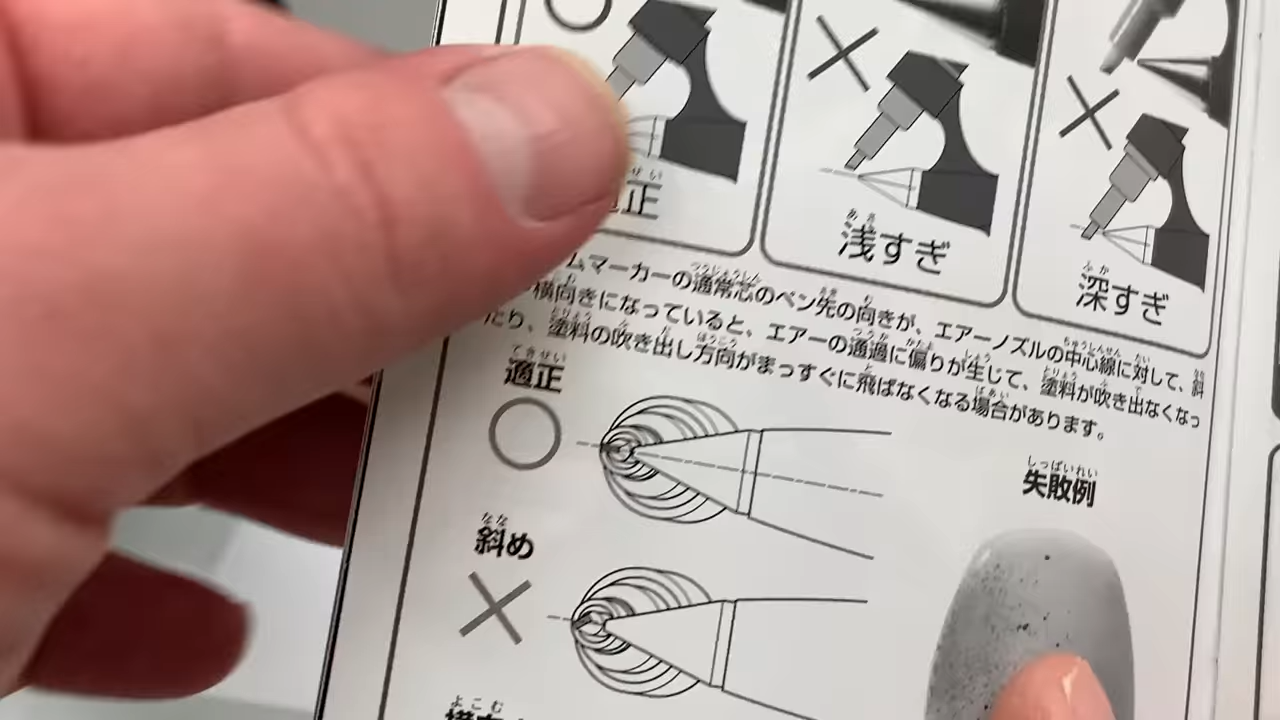 正
浅すぎ
深すぎ
ムマーカーの通常芯のペン先の向きが、エアーノズルの中心線に対して、斜
横向きになっていると、エアーの通過に偏りが生じて、塗料が吹き出なくなっ
たり、塗料の吹き出し方向がまっすぐに飛ばなくなる場合があります。
適正
失敗例
斜め